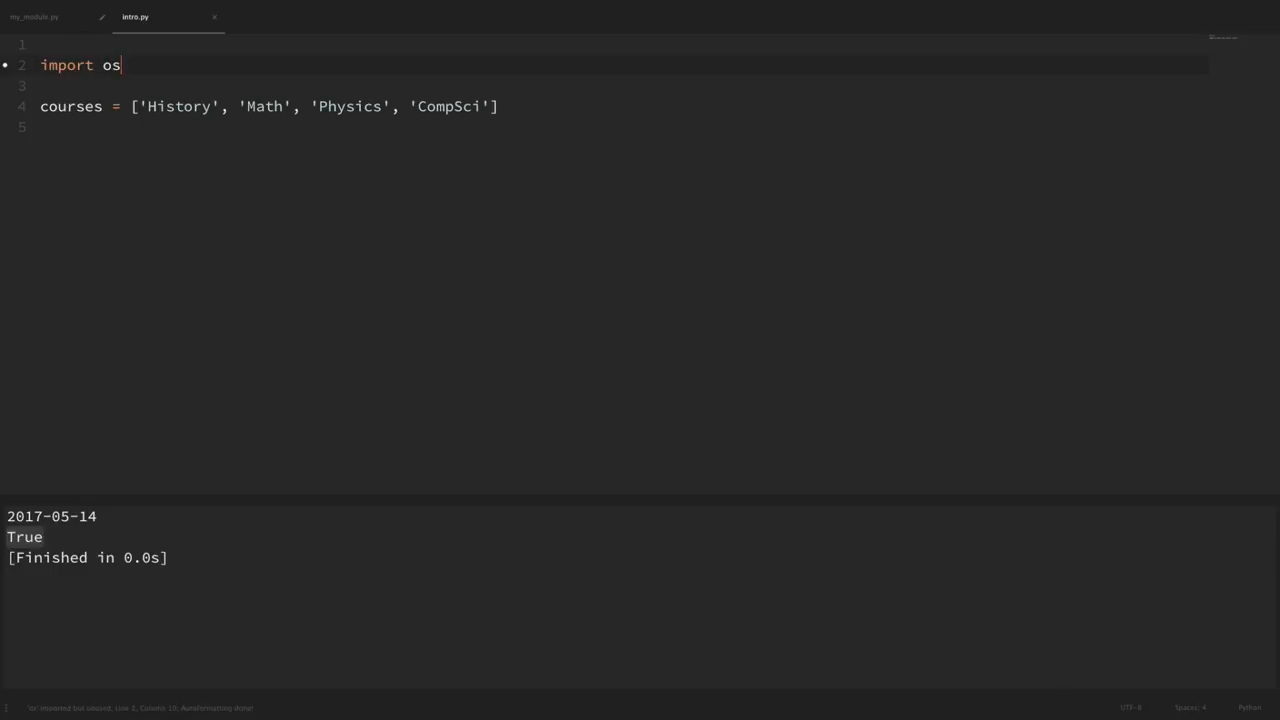 my_module.py
intro.py
1
2 import os
3
4 courses = ['History', 'Math', 'Physics', 'CompSci']
5
2017-05-14
True
[Finished in 0.0s]
'os' imported but unused; Line 2, Column 10; Autoformatting done!
UTF-8
Spaces: 4
Python